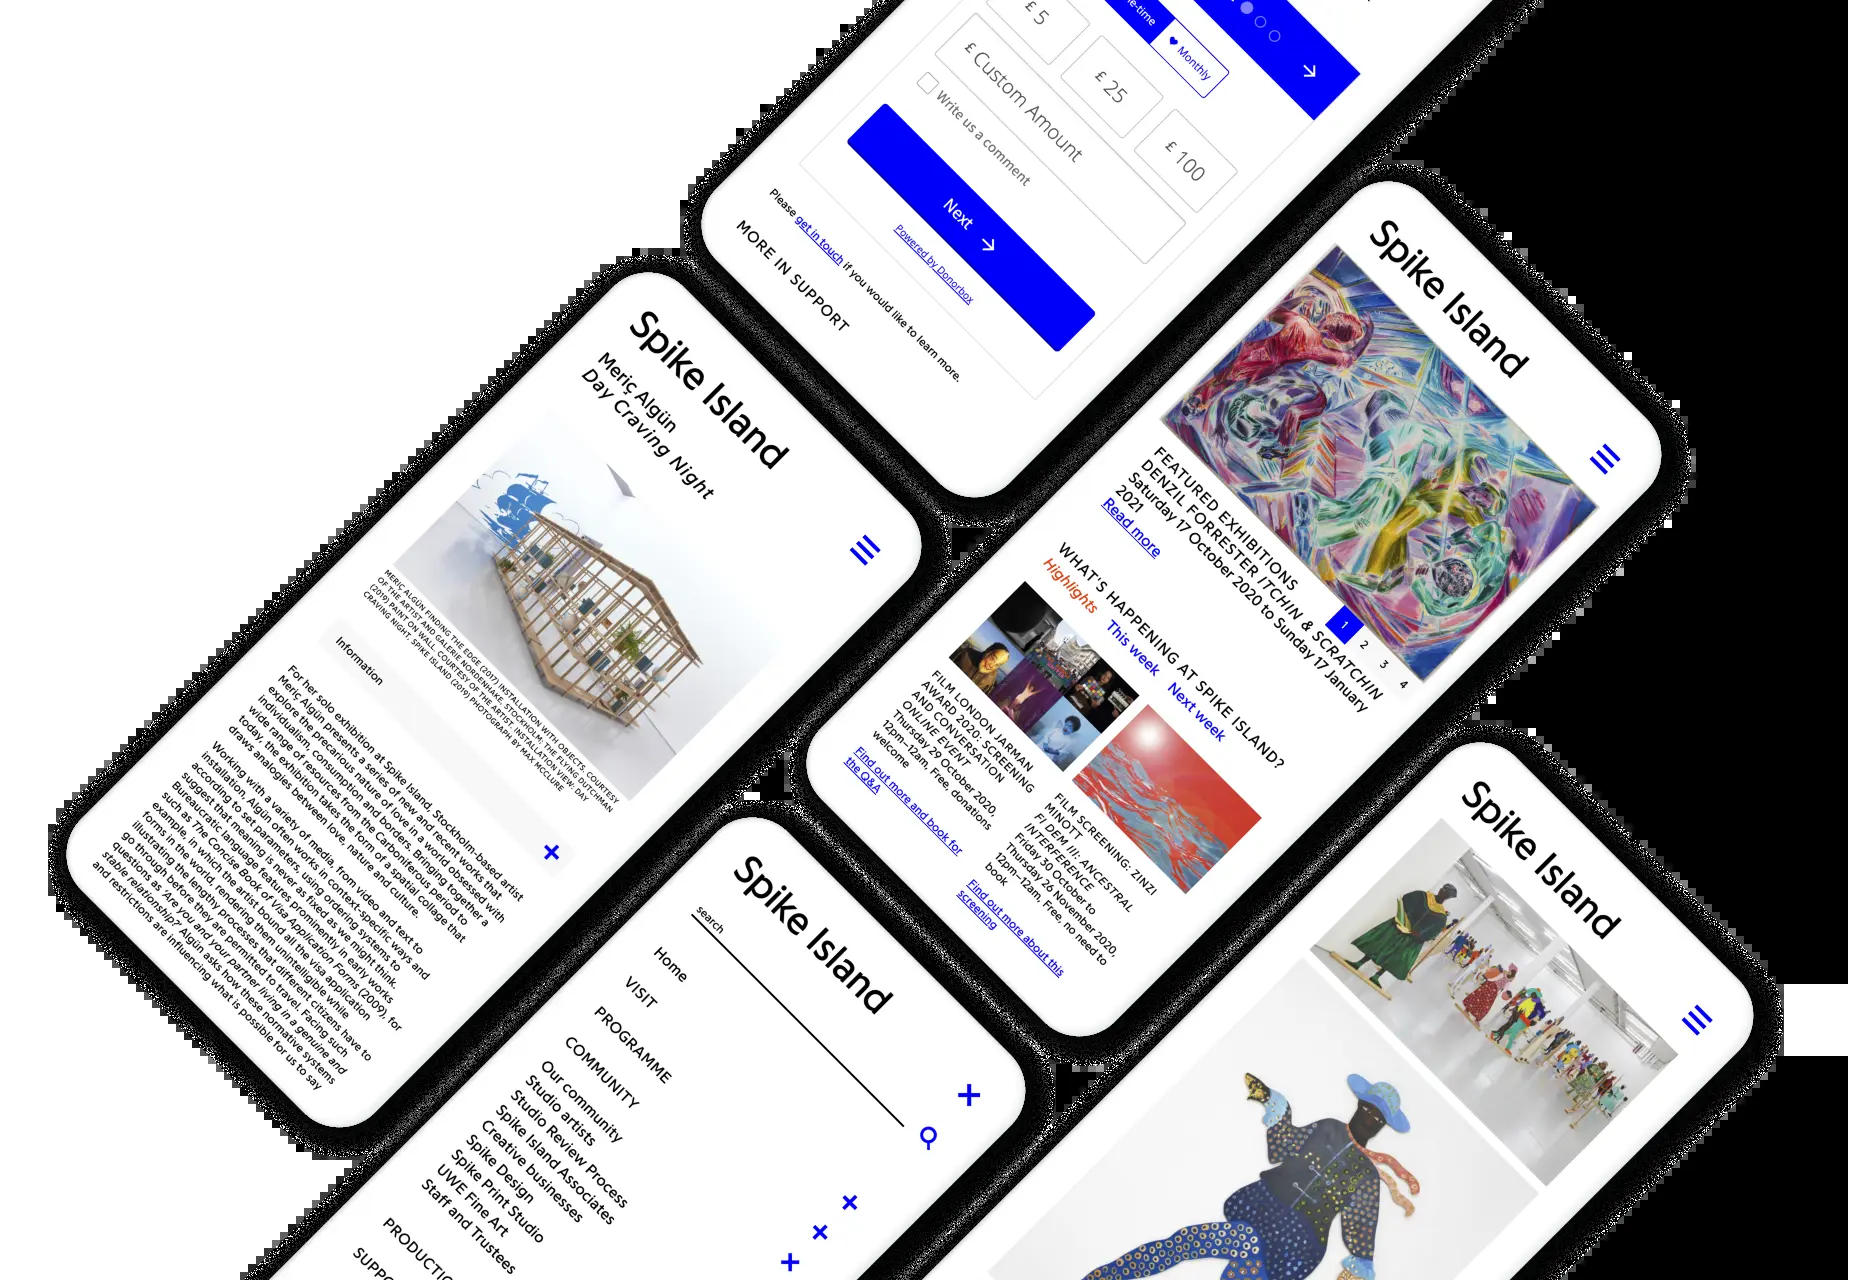 £ 5
£ 25
£ 100
Monthly
£ Custom Amount
Write us a comment
Next →
Powered by Donorbox
Please get in touch if you would like to learn more.
MORE IN SUPPORT
Spike Island
Meriç Algün
Day Craving Night
MERIÇ ALGÜN FINDING THE EDGE (2017) INSTALLATION WITH OBJECTS. COURTESY
OF THE ARTIST AND GALERIE NORDENHAKE, STOCKHOLM; THE FLYING DUTCHMAN
(2019) PAINT ON WALL. COURTESY OF THE ARTIST. INSTALLATION VIEW: DAY
CRAVING NIGHT, SPIKE ISLAND (2019) PHOTOGRAPH BY MAX MCCLURE
Information
For her solo exhibition at Spike Island, Stockholm-based artist
Meriç Algün presents a series of new and recent works that
explore the precarious nature of love in a world obsessed with
individualism, consumption and borders. Bringing together a
wide range of resources from the carboniferous period to
today, the exhibition takes the form of a spatial collage that
draws analogies between love, nature and culture.
Working with a variety of media, from video and text to
installation, Algün often works in context-specific ways and
according to set parameters, using ordering systems to
suggest that meaning is never as fixed as we might think.
Bureaucratic language features prominently in early works
such as The Concise Book of Visa Application Forms (2009), for
example, in which the artist bound all the visa application
forms in the world, rendering them unintelligible while
illustrating the lengthy processes that different citizens have to
go through before they are permitted to travel. Facing such
questions as 'Are you and your partner living in a genuine and
stable relationship?' Algün asks how these normative systems
and restrictions are influencing what is possible for us to say
Spike Island
FEATURED EXHIBITIONS
DENZIL FORRESTER ITCHIN & SCRATCHIN
Saturday 17 October 2020 to Sunday 17 January
2021
Read more
1 2 3 4
WHAT'S HAPPENING AT SPIKE ISLAND?
Highlights This week Next week
FILM LONDON JARMAN
AWARD 2020: SCREENING
AND CONVERSATION
ONLINE EVENT
Thursday 29 October 2020,
12pm–12am. Free, donations
welcome
Find out more and book for
the Q&A
FILM SCREENING: ZINZI
MINOTT
FI DEM III: ANCESTRAL
INTERFERENCE
Friday 30 October to
Thursday 26 November 2020,
12pm–12am. Free, no need to
book
Find out more about this
screening
Spike Island
search
Home
VISIT
PROGRAMME
COMMUNITY
Our community
Studio artists
Studio Review Process
Spike Island Associates
Creative businesses
Spike Design
Spike Print Studio
UWE Fine Art
Staff and Trustees
Spike Island